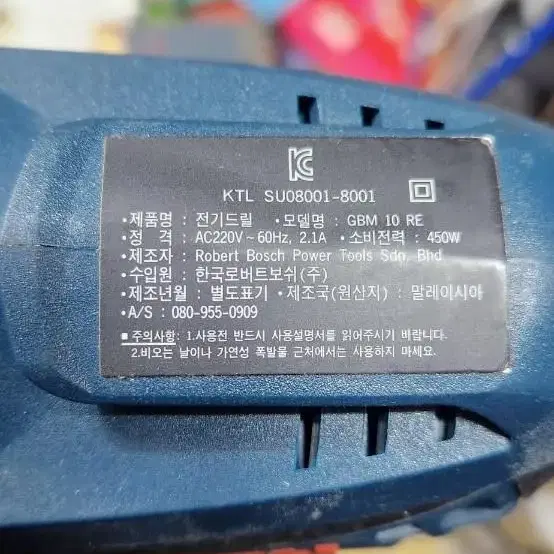 KTL SU08001-8001
•제품명 : 전기드릴 •모델명 : GBM 10 RE
•정 격 : AC220V~60Hz, 2.1A •소비전력 : 450W
•제조자 : Robert Bosch Power Tools Sdn. Bhd
•수입원 : 한국로버트보쉬(주)
•제조년월 : 별도표기 •제조국(원산지) : 말레이시아
•A/S : 080-955-0909
■ 주의사항: 1.사용전 반드시 사용설명서를 읽어주시기 바랍니다.
2.비오는 날이나 가연성 폭발물 근처에서는 사용하지 마세요.